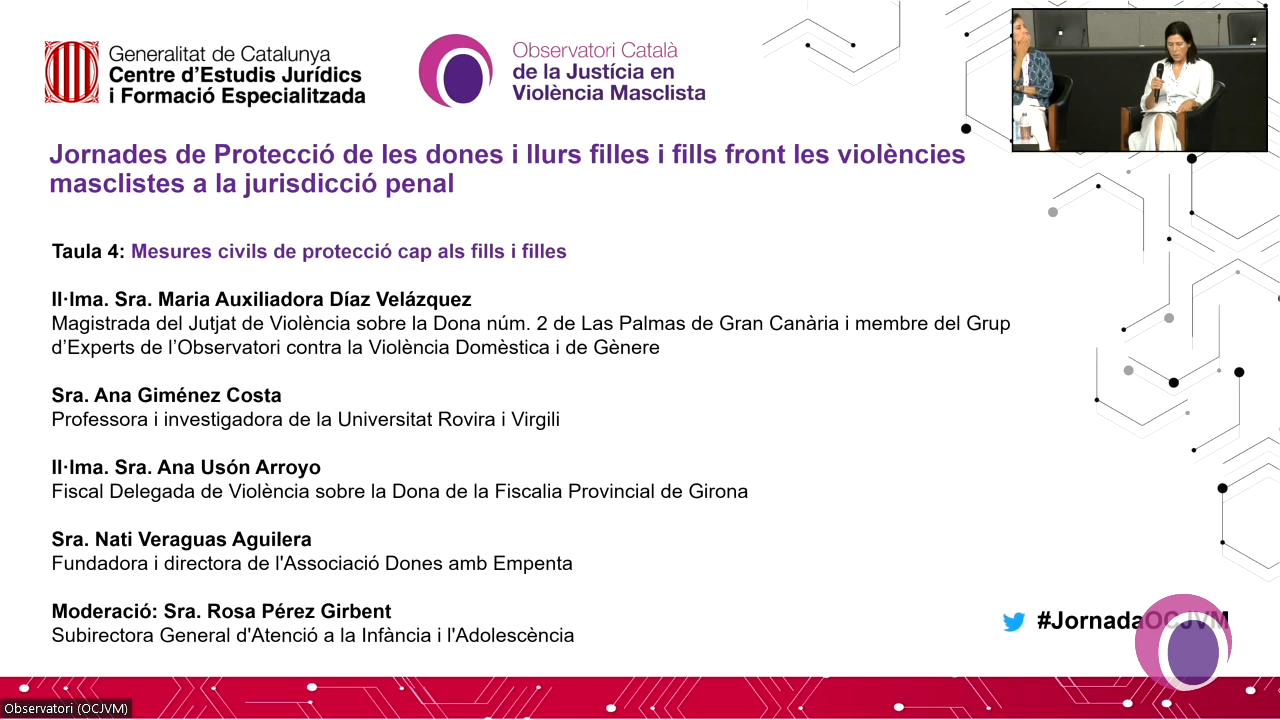 Generalitat de Catalunya
Centre d'Estudis Jurídics
i Formació Especialitzada
Observatori Català
de la Justícia en
Violència Masclista
Jornades de Protecció de les dones i llurs filles i fills front les violències
masclistes a la jurisdicció penal
Taula 4: Mesures civils de protecció cap als fills i filles
Il·lma. Sra. Maria Auxiliadora Díaz Velázquez
Magistrada del Jutjat de Violència sobre la Dona núm. 2 de Las Palmas de Gran Canària i membre del Grup
d'Experts de l'Observatori contra la Violència Domèstica i de Gènere
Sra. Ana Giménez Costa
Professora i investigadora de la Universitat Rovira i Virgili
Il·lma. Sra. Ana Usón Arroyo
Fiscal Delegada de Violència sobre la Dona de la Fiscalia Provincial de Girona
Sra. Nati Veraguas Aguilera
Fundadora i directora de l'Associació Dones amb Empenta
Moderació: Sra. Rosa Pérez Girbent
Subirectora General d'Atenció a la Infància i l'Adolescència
#JornadaOCJVM
Observatori (OCJVM)